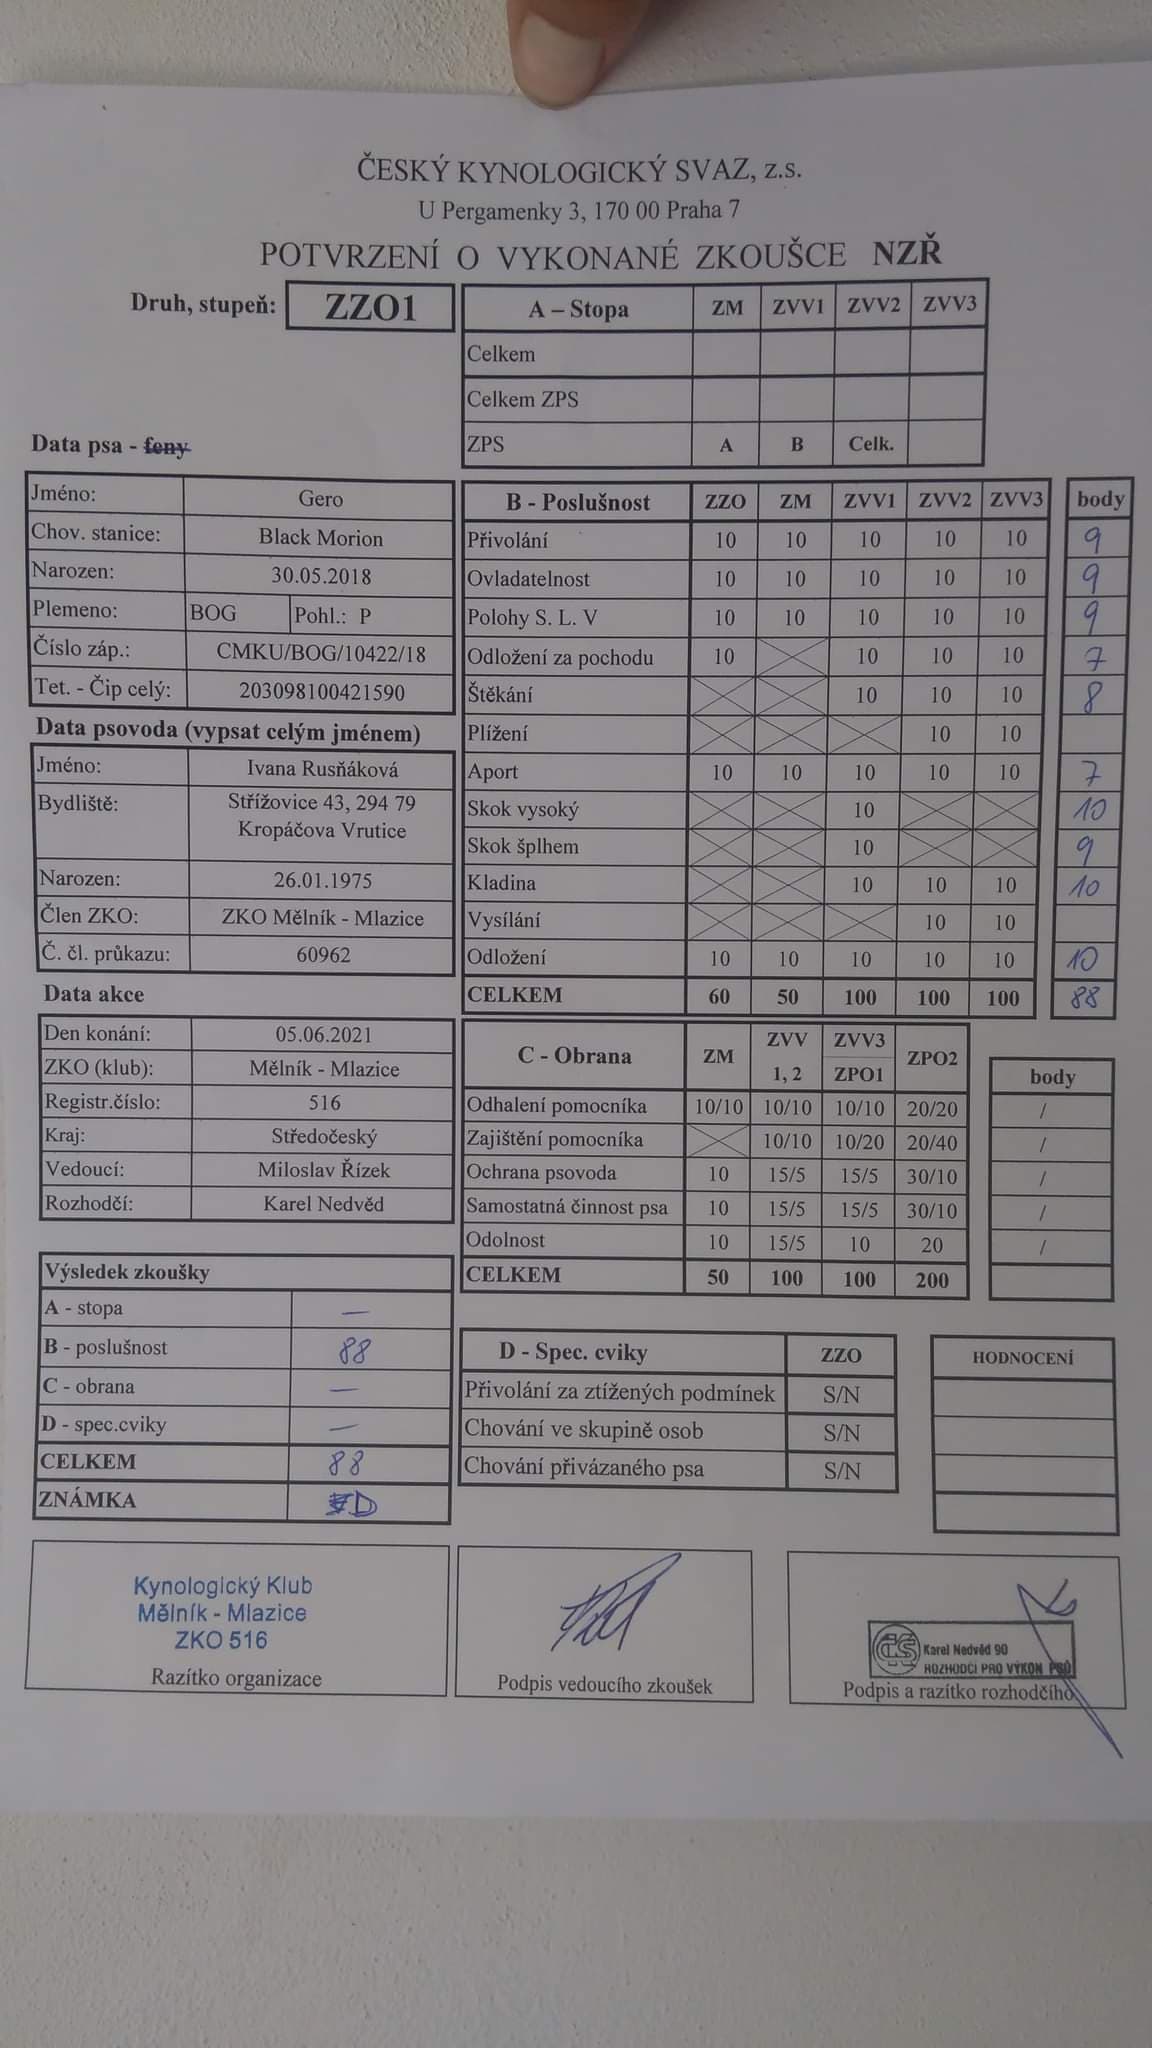 ČESKÝ KYNOLOGICKÝ SVAZ, z.s.
U Pergamenky 3, 170 00 Praha 7
POTVRZENÍ O VYKONANÉ ZKOUŠCE NZŘ
Druh, stupeň: ZZO1
A – Stopa ZM ZVV1 ZVV2 ZVV3
Celkem
Celkem ZPS
ZPS A B Celk.
Data psa - feny
Jméno: Gero
Chov. stanice: Black Morion
Narozen: 30.05.2018
Plemeno: BOG Pohl.: P
Číslo záp.: CMKU/BOG/10422/18
Tet. - Čip celý: 203098100421590
Data psovoda (vypsat celým jménem)
Jméno: Ivana Rusňáková
Bydliště: Střížovice 43, 294 79
Kropáčova Vrutice
Narozen: 26.01.1975
Člen ZKO: ZKO Mělník - Mlazice
Č. čl. průkazu: 60962
Data akce
Den konání: 05.06.2021
ZKO (klub): Mělník - Mlazice
Registr.číslo: 516
Kraj: Středočeský
Vedoucí: Miloslav Řízek
Rozhodčí: Karel Nedvěd
B - Poslušnost ZZO ZM ZVV1 ZVV2 ZVV3 body
Přivolání 10 10 10 10 10 9
Ovladatelnost 10 10 10 10 10 9
Polohy S. L. V 10 10 10 10 10 9
Odložení za pochodu 10 10 10 10 7
Štěkání 10 10 10 8
Plížení 10 10
Aport 10 10 10 10 10 7
Skok vysoký 10 10
Skok šplhem 10 9
Kladina 10 10 10 10
Vysílání 10 10
Odložení 10 10 10 10 10 10
CELKEM 60 50 100 100 100 88
C - Obrana ZM ZVV 1, 2 ZVV3 ZPO1 ZPO2 body
Odhalení pomocníka 10/10 10/10 10/10 20/20 /
Zajištění pomocníka 10/10 10/20 20/40 /
Ochrana psovoda 10 15/5 15/5 30/10 /
Samostatná činnost psa 10 15/5 15/5 30/10 /
Odolnost 10 15/5 10 20 /
CELKEM 50 100 100 200
Výsledek zkoušky
A - stopa —
B - poslušnost 88
C - obrana —
D - spec.cviky —
CELKEM 88
ZNÁMKA D
D - Spec. cviky ZZO HODNOCENÍ
Přivolání za ztížených podmínek S/N
Chování ve skupině osob S/N
Chování přivázaného psa S/N
Kynologický Klub
Mělník - Mlazice
ZKO 516
Razítko organizace
Podpis vedoucího zkoušek
Karel Nedvěd 90
ROZHODČÍ PRO VÝKON PSŮ
Podpis a razítko rozhodčího